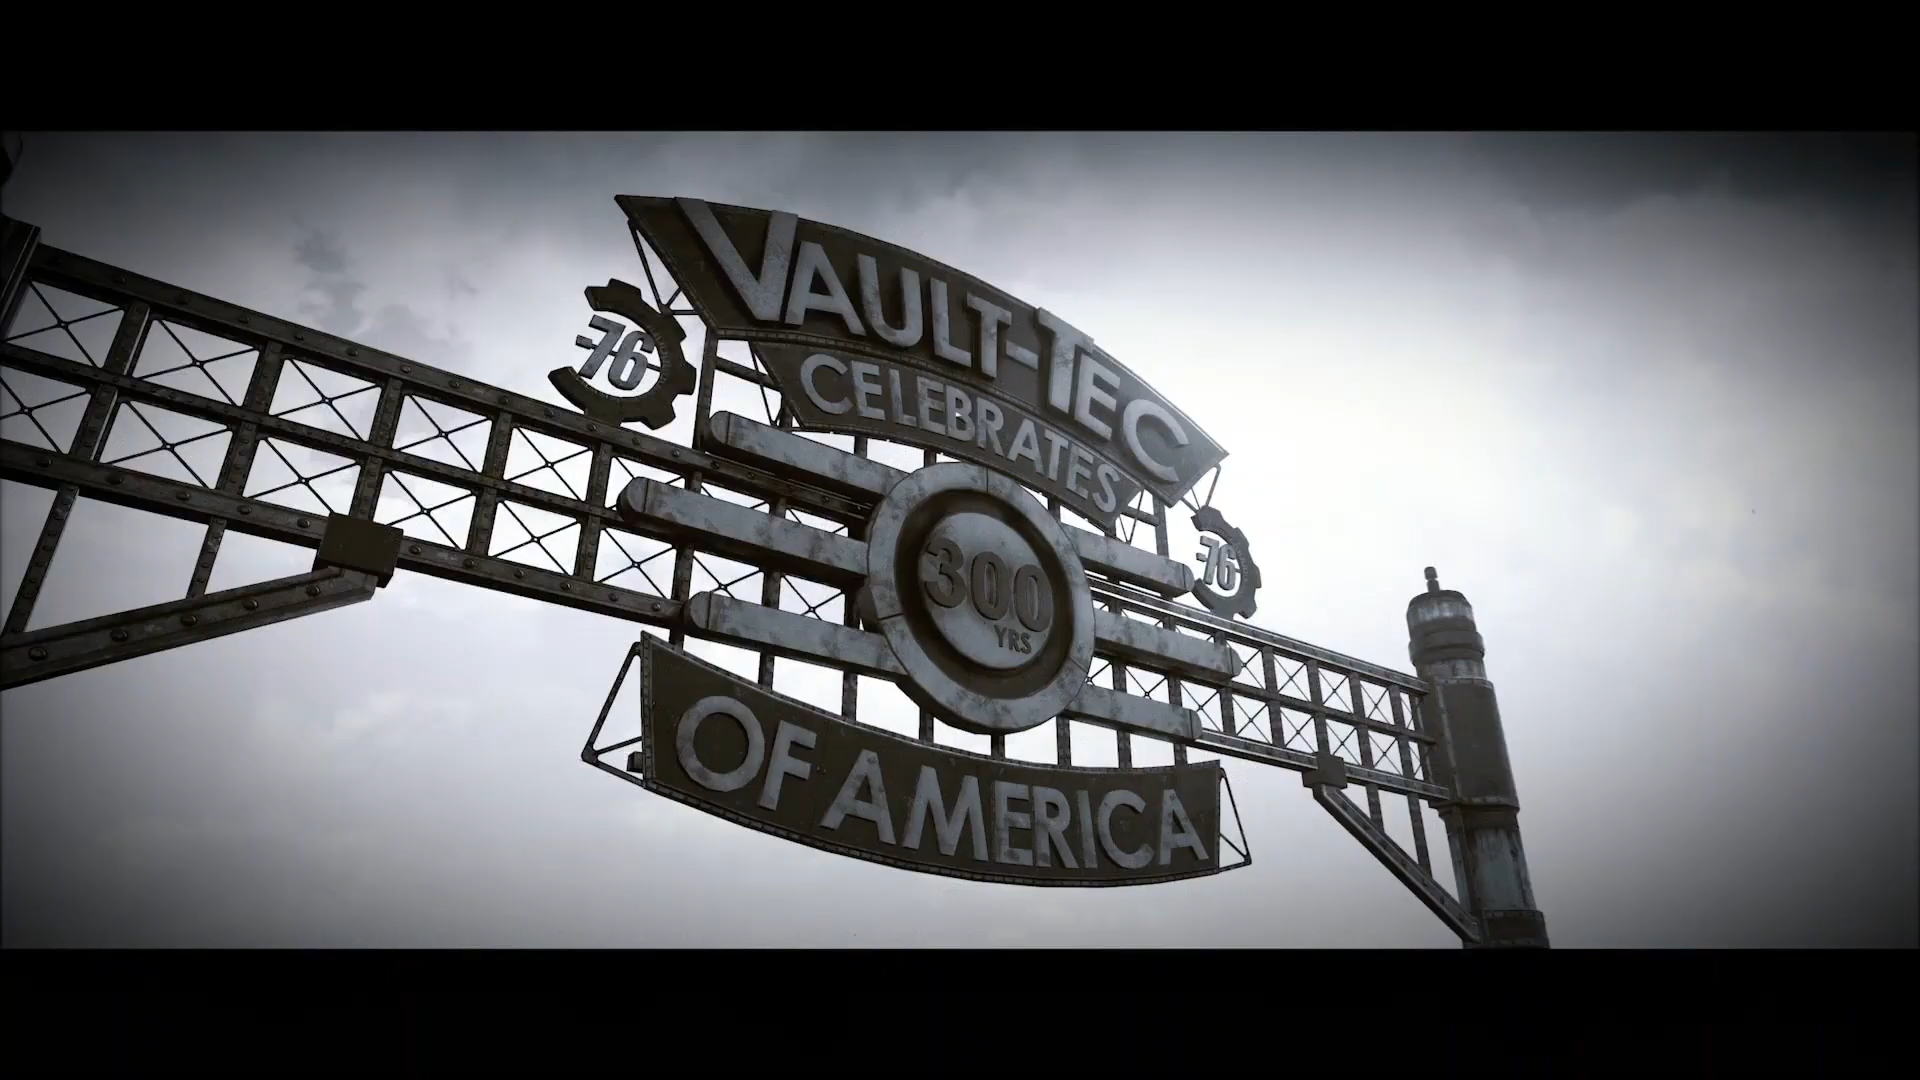 VAULT-TEC
CELEBRATES
76
76
300
YRS
OF AMERICA